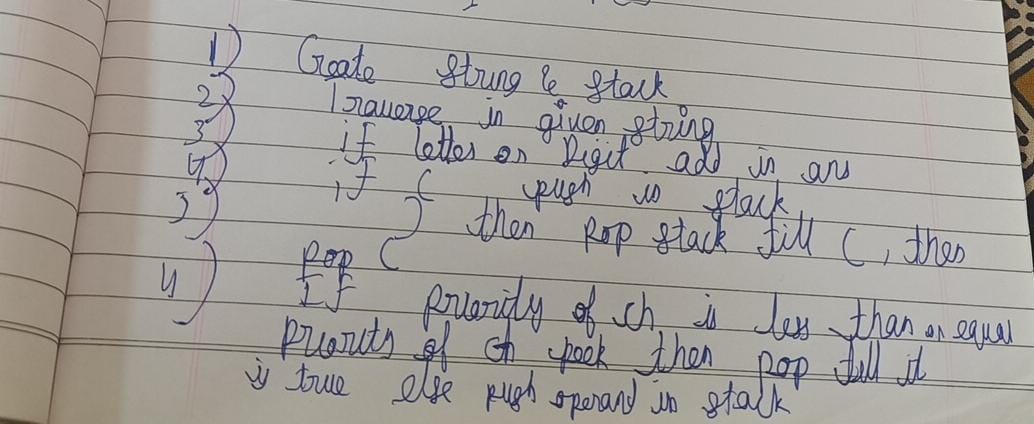 1) Create string & stack
2) Traverse in given string
3) if letter or Digit add in ans
4) if ( push in stack
5) ) then pop stack till (, then
pop (
4) If priority of ch is less than or equal
priority of ch peek then pop till it
is true else push operand in stack